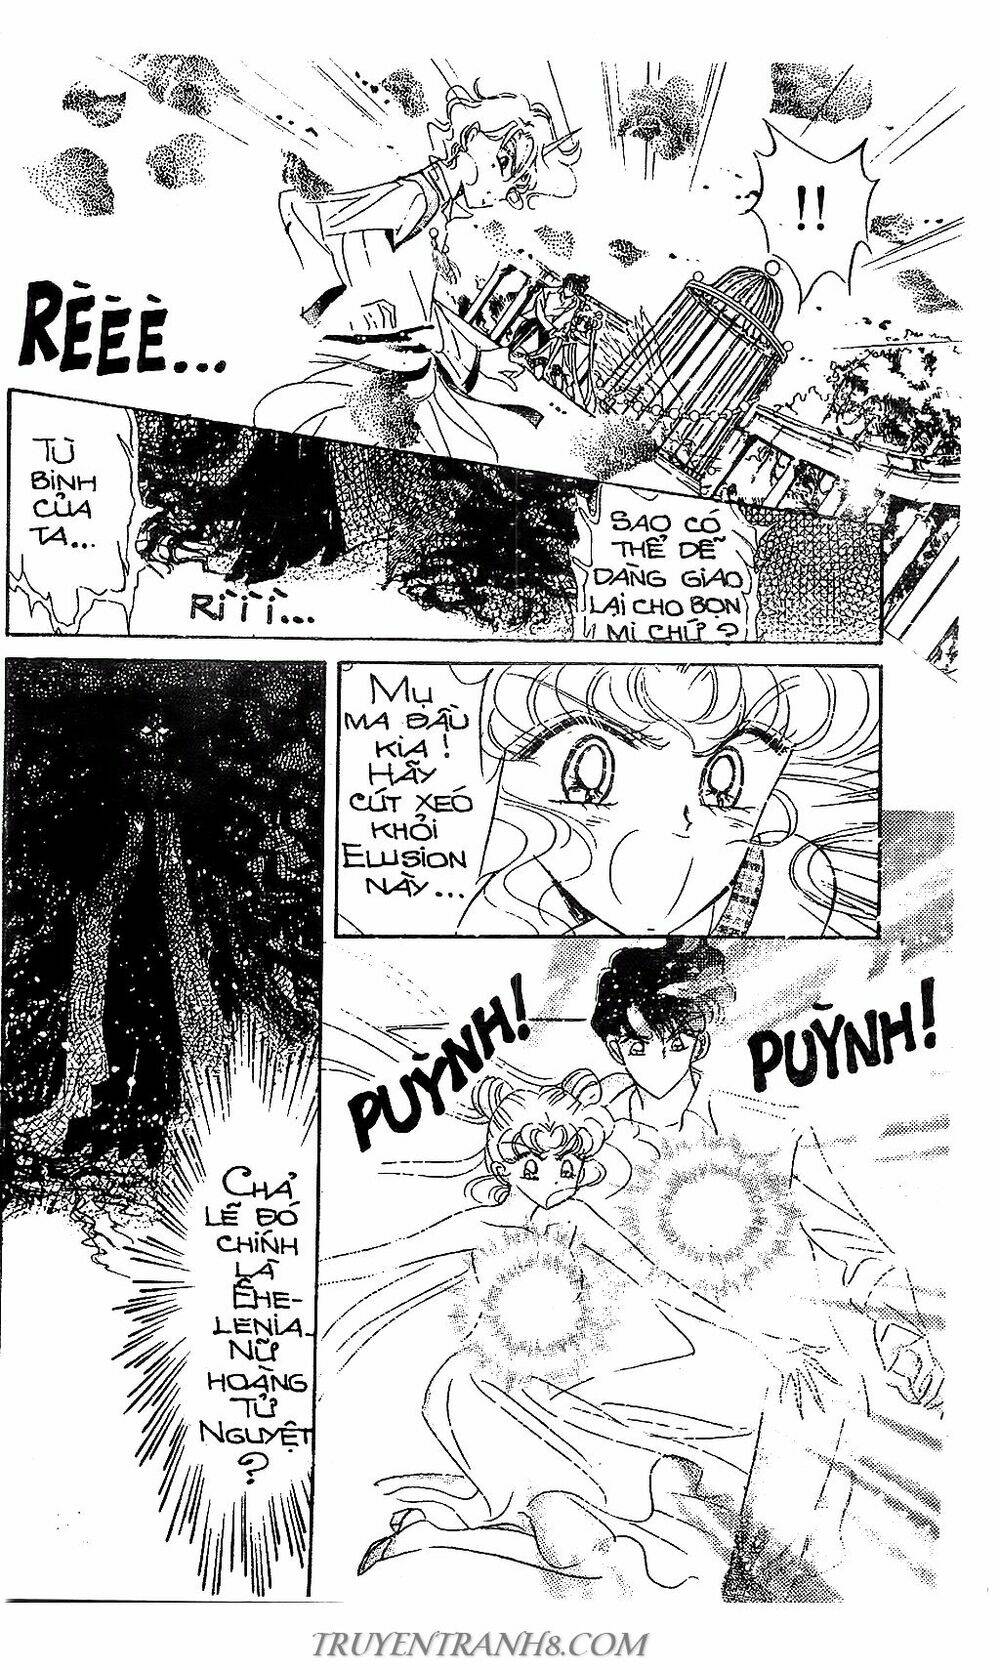 !!
RÈÈÈ...
TÙ
BINH
CỦA
TA...
RÌÌÌ...
SAO CÓ
THỂ DỄ
DÀNG GIAO
LẠI CHO BỌN
MI CHỨ ?
MỤ
MA ĐẦU
KIA !
HÃY
CÚT XÉO
KHỎI
ELUSION
NÀY...
PUỲNH!
PUỲNH!
CHẢ
LẼ ĐÓ
CHÍNH
LÀ
ÊHE-
LENIA
NỮ
HOÀNG
TỬ
NGUYỆT
?
TRUYENTRANH8.COM